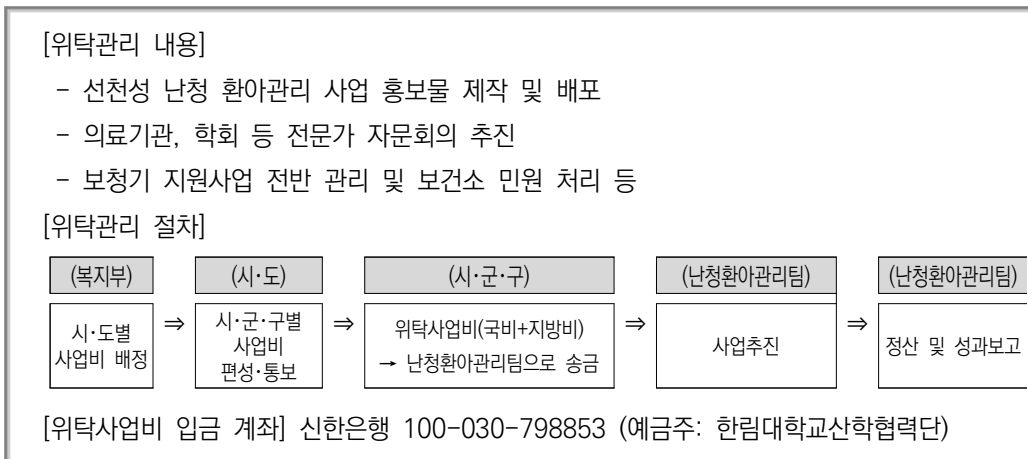 [위탁관리 내용]
- 선천성 난청 환아관리 사업 홍보물 제작 및 배포
- 의료기관, 학회 등 전문가 자문회의 추진
- 보청기 지원사업 전반 관리 및 보건소 민원 처리 등
[위탁관리 절차]
(복지부)
시·도별
사업비 배정
⇒
(시·도)
시·군·구별
사업비
편성·통보
⇒
(시·군·구)
위탁사업비(국비+지방비)
→ 난청환아관리팀으로 송금
⇒
(난청환아관리팀)
사업추진
⇒
(난청환아관리팀)
정산 및 성과보고
[위탁사업비 입금 계좌] 신한은행 100-030-798853 (예금주: 한림대학교산학협력단)